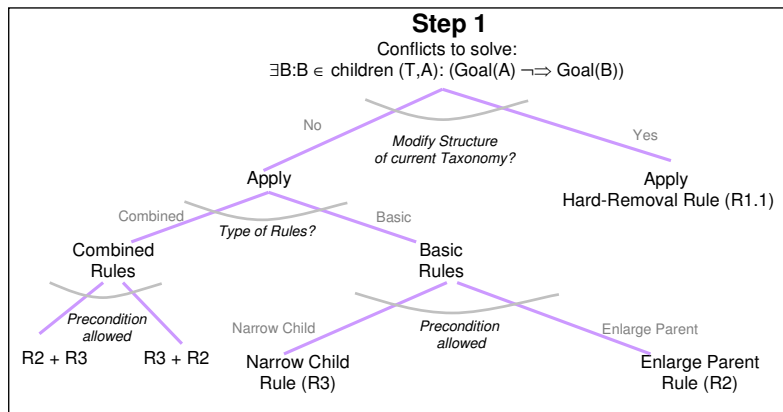 Step 1
Conflicts to solve:
∃B:B ∈ children (T,A): (Goal(A) ¬⇒ Goal(B))
No
Modify Structure
of current Taxonomy?
Yes
Apply
Apply
Hard-Removal Rule (R1.1)
Combined
Type of Rules?
Basic
Combined
Rules
Basic
Rules
Precondition
allowed
Narrow Child
Precondition
allowed
Enlarge Parent
R2 + R3
R3 + R2
Narrow Child
Rule (R3)
Enlarge Parent
Rule (R2)